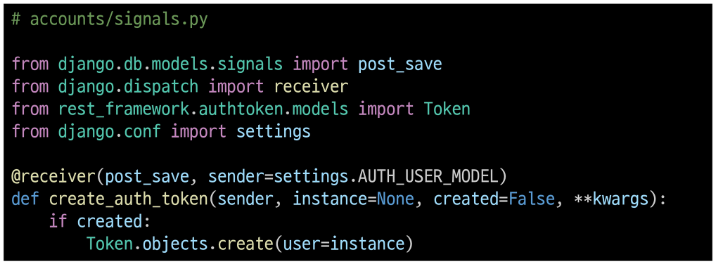 # accounts/signals.py

from django.db.models.signals import post_save
from django.dispatch import receiver
from rest_framework.authtoken.models import Token
from django.conf import settings

@receiver(post_save, sender=settings.AUTH_USER_MODEL)
def create_auth_token(sender, instance=None, created=False, **kwargs):
    if created:
        Token.objects.create(user=instance)